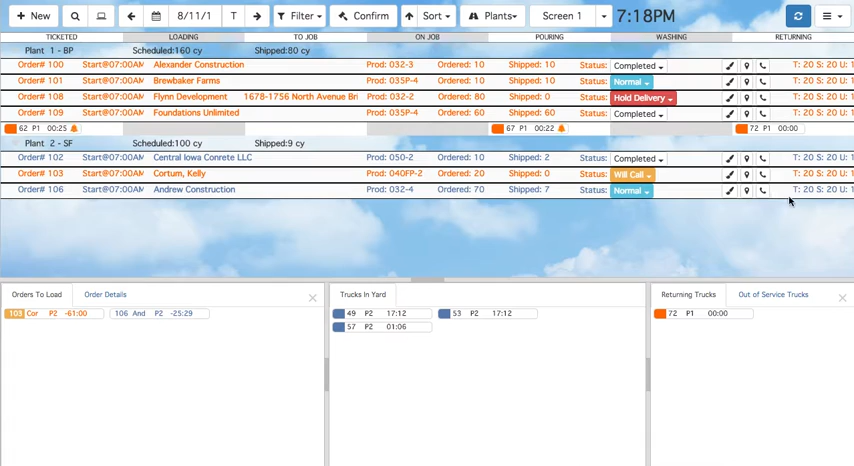 + New 8/11/1 T Filter Confirm Sort Plants Screen 1 7:18PM
TICKETED LOADING TO JOB ON JOB POURING WASHING RETURNING
Plant 1 - BP Scheduled:160 cy Shipped:80 cy
Order# 100 Start@07:00AM Alexander Construction Prod: 032-3 Ordered: 10 Shipped: 10 Status: Completed T: 20 S: 20 U: 1
Order# 101 Start@07:00AM Brewbaker Farms Prod: 035P-4 Ordered: 10 Shipped: 10 Status: Normal T: 20 S: 20 U: 1
Order# 108 Start@07:00AM Flynn Development 1678-1756 North Avenue Bri Prod: 032-2 Ordered: 80 Shipped: 0 Status: Hold Delivery T: 20 S: 20 U: 1
Order# 109 Start@07:00AM Foundations Unlimited Prod: 035P-4 Ordered: 60 Shipped: 60 Status: Completed T: 20 S: 20 U: 1
62 P1 00:25 67 P1 00:22 72 P1 00:00
Plant 2 - SF Scheduled:100 cy Shipped:9 cy
Order# 102 Start@07:00AM Central Iowa Conrete LLC Prod: 050-2 Ordered: 10 Shipped: 2 Status: Completed T: 20 S: 20 U: 1
Order# 103 Start@07:00AM Cortum, Kelly Prod: 040FP-2 Ordered: 20 Shipped: 0 Status: Will Call T: 20 S: 20 U: 1
Order# 106 Start@07:00AM Andrew Construction Prod: 032-4 Ordered: 70 Shipped: 7 Status: Normal T: 20 S: 20 U: 1
Orders To Load Order Details Trucks In Yard Returning Trucks Out of Service Trucks
103 Cor P2 -61:00 106 And P2 -25:29 49 P2 17:12 53 P2 17:12 72 P1 00:00
57 P2 01:06